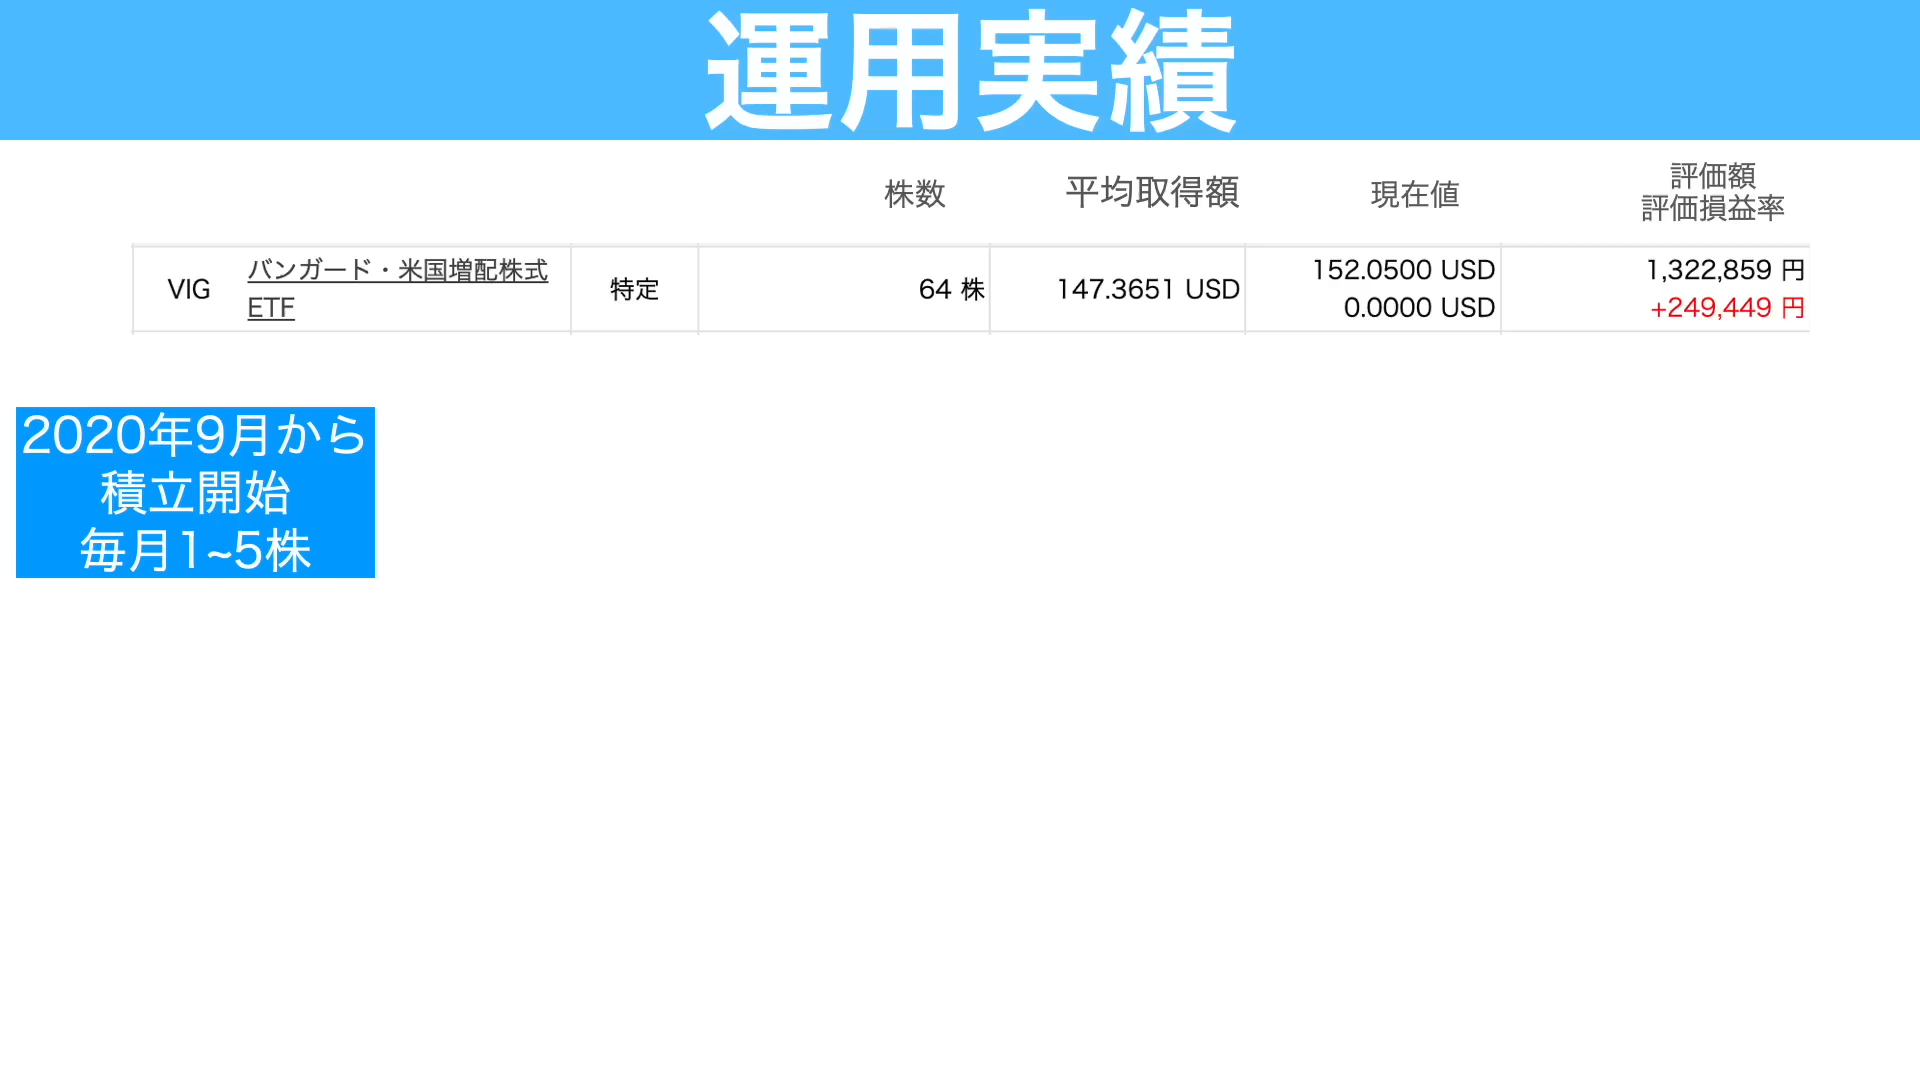 運用実績
株数
平均取得額
現在値
評価額
評価損益率
VIG
バンガード・米国増配株式
ETF
特定
64 株
147.3651 USD
152.0500 USD
0.0000 USD
1,322,859 円
+249,449 円
2020年9月から
積立開始
毎月1~5株